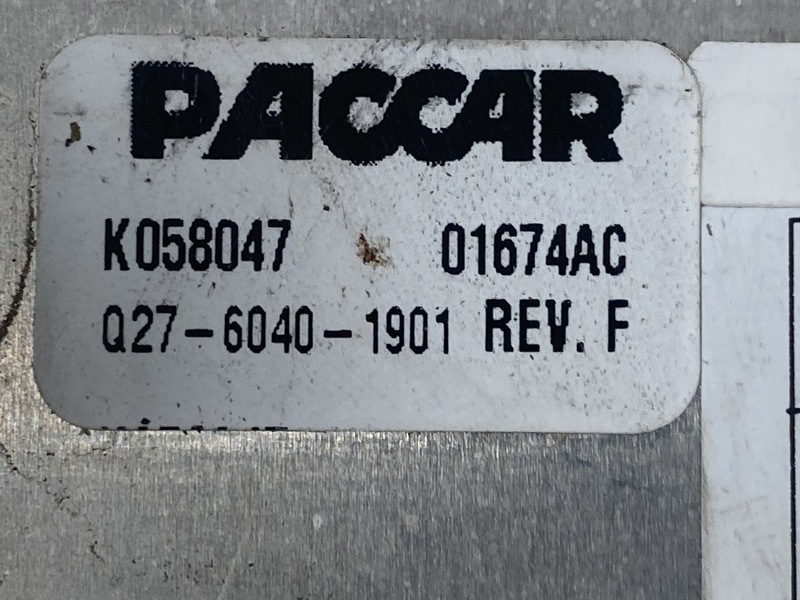 PACCAR
K058047 01674AC
Q27-6040-1901 REV. F